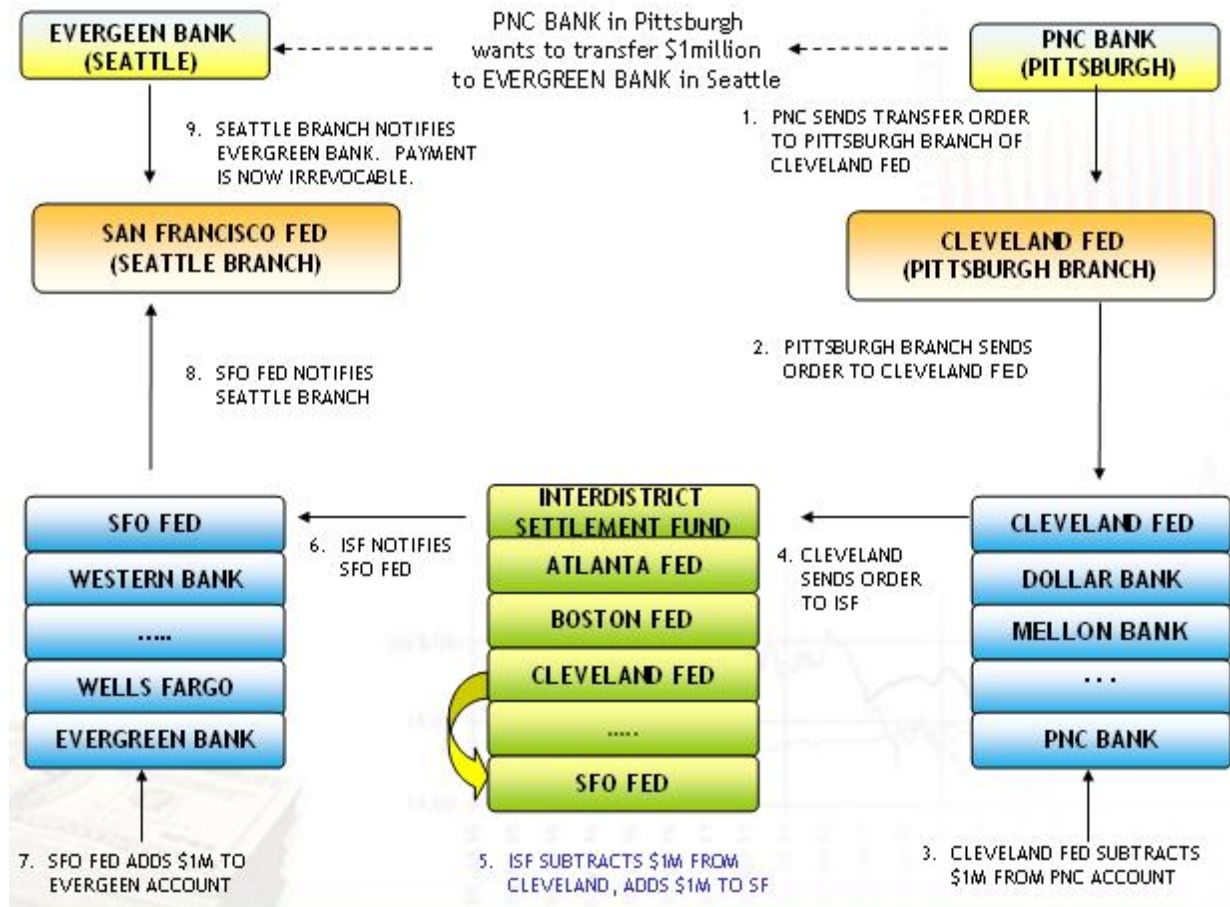 EVERGEEN BANK
(SEATTLE)
PNC BANK in Pittsburgh
wants to transfer $1million
to EVERGREEN BANK in Seattle
PNC BANK
(PITTSBURGH)
9. SEATTLE BRANCH NOTIFIES
EVERGREEN BANK. PAYMENT
IS NOW IRREVOCABLE.
1. PNC SENDS TRANSFER ORDER
TO PITTSBURGH BRANCH OF
CLEVELAND FED
SAN FRANCISCO FED
(SEATTLE BRANCH)
CLEVELAND FED
(PITTSBURGH BRANCH)
8. SFO FED NOTIFIES
SEATTLE BRANCH
2. PITTSBURGH BRANCH SENDS
ORDER TO CLEVELAND FED
SFO FED
WESTERN BANK
.....
WELLS FARGO
EVERGREEN BANK
6. ISF NOTIFIES
SFO FED
INTERDISTRICT
SETTLEMENT FUND
ATLANTA FED
BOSTON FED
CLEVELAND FED
.....
SFO FED
4. CLEVELAND
SENDS ORDER
TO ISF
CLEVELAND FED
DOLLAR BANK
MELLON BANK
...
PNC BANK
7. SFO FED ADDS $1M TO
EVERGEEN ACCOUNT
5. ISF SUBTRACTS $1M FROM
CLEVELAND, ADDS $1M TO SF
3. CLEVELAND FED SUBTRACTS
$1M FROM PNC ACCOUNT